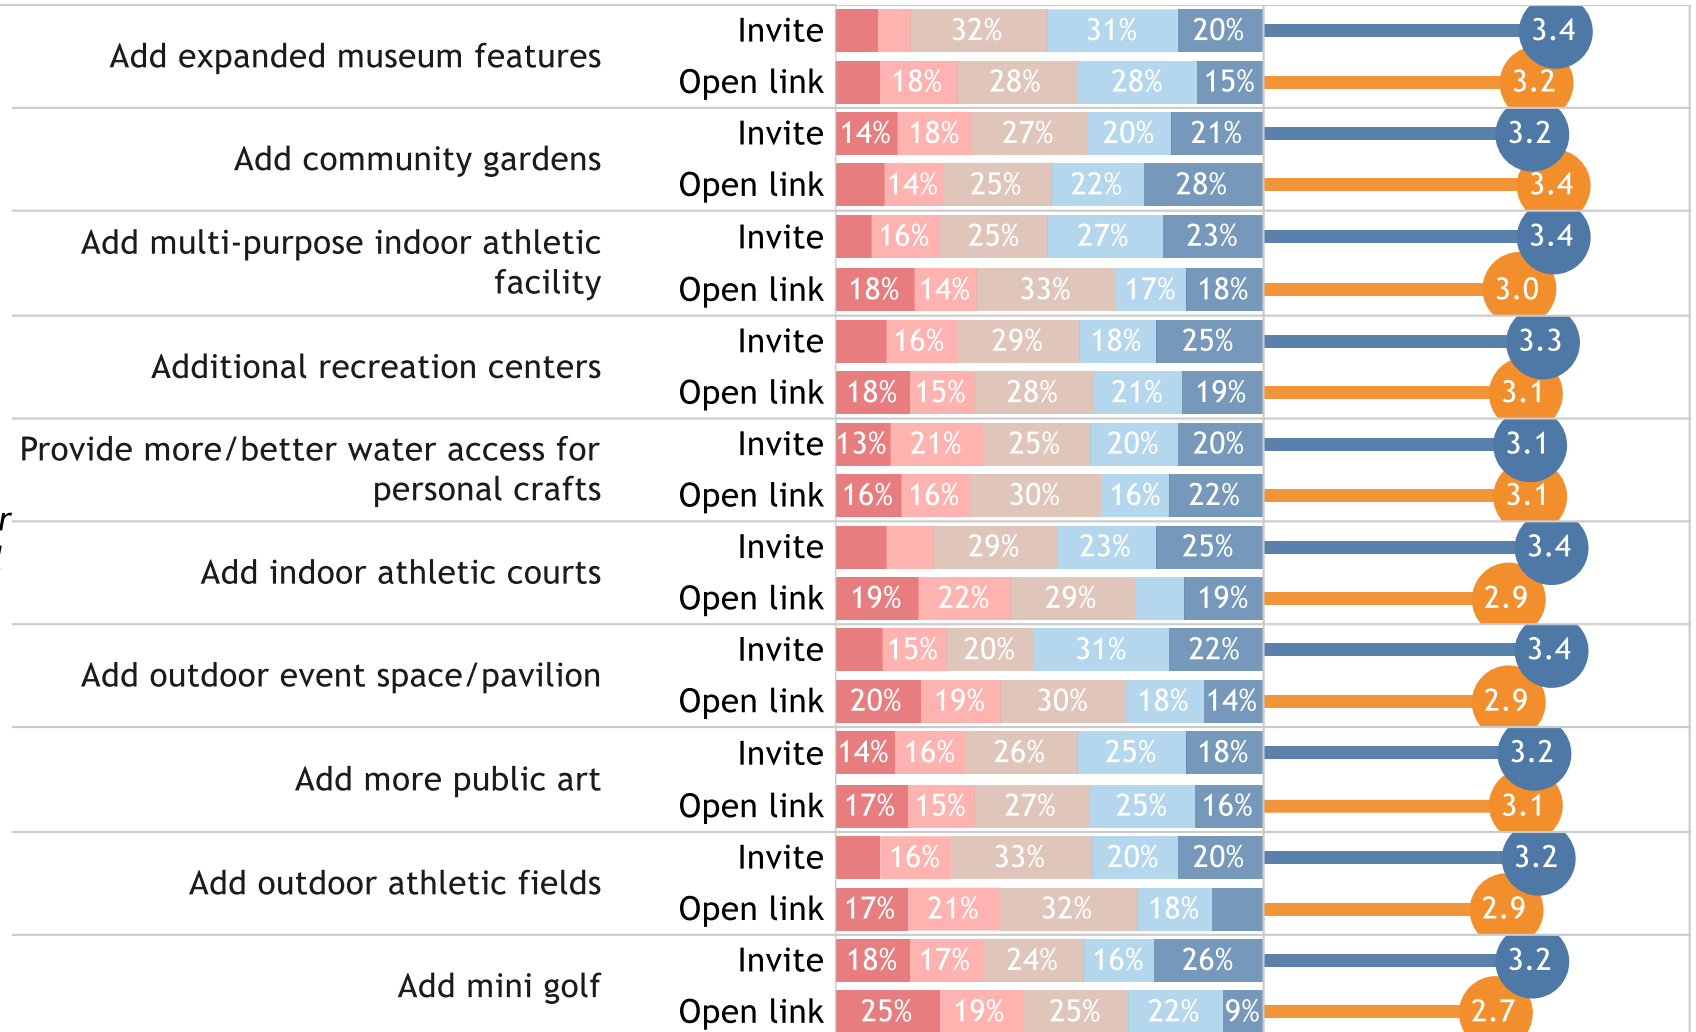 Invite 32% 31% 20% 3.4
Add expanded museum features
Open link 18% 28% 28% 15% 3.2
Invite 14% 18% 27% 20% 21% 3.2
Add community gardens
Open link 14% 25% 22% 28% 3.4
Add multi-purpose indoor athletic
facility
Invite 16% 25% 27% 23% 3.4
Open link 18% 14% 33% 17% 18% 3.0
Invite 16% 29% 18% 25% 3.3
Additional recreation centers
Open link 18% 15% 28% 21% 19% 3.1
Provide more/better water access for
personal crafts
Invite 13% 21% 25% 20% 20% 3.1
Open link 16% 16% 30% 16% 22% 3.1
r
Invite 29% 23% 25% 3.4
Add indoor athletic courts
Open link 19% 22% 29% 19% 2.9
Invite 15% 20% 31% 22% 3.4
Add outdoor event space/pavilion
Open link 20% 19% 30% 18% 14% 2.9
Invite 14% 16% 26% 25% 18% 3.2
Add more public art
Open link 17% 15% 27% 25% 16% 3.1
Invite 16% 33% 20% 20% 3.2
Add outdoor athletic fields
Open link 17% 21% 32% 18% 2.9
Invite 18% 17% 24% 16% 26% 3.2
Add mini golf
Open link 25% 19% 25% 22% 9% 2.7